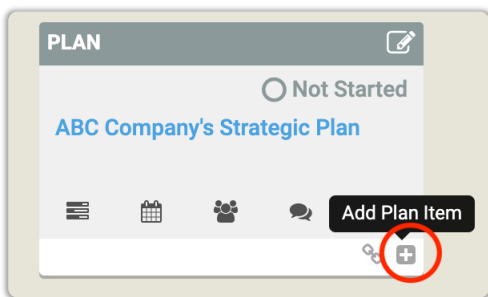 PLAN
Not Started
ABC Company's Strategic Plan
Add Plan Item